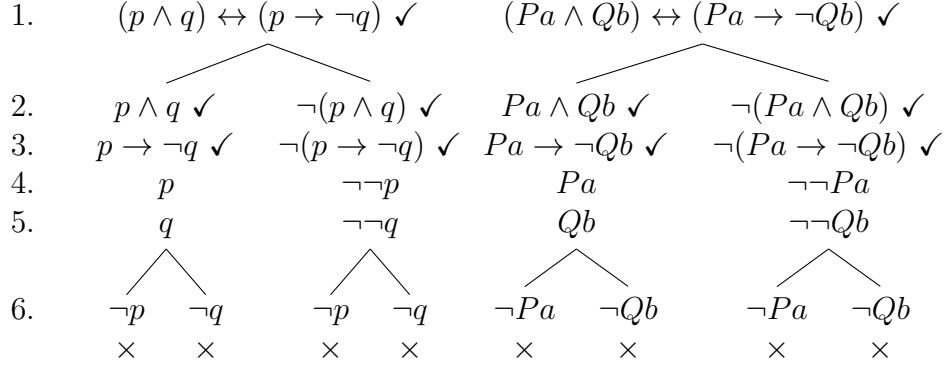 1. (p ∧ q) ↔ (p → ¬q) ✓ (Pa ∧ Qb) ↔ (Pa → ¬Qb) ✓
2. p ∧ q ✓ ¬(p ∧ q) ✓ Pa ∧ Qb ✓ ¬(Pa ∧ Qb) ✓
3. p → ¬q ✓ ¬(p → ¬q) ✓ Pa → ¬Qb ✓ ¬(Pa → ¬Qb) ✓
4. p ¬¬p Pa ¬¬Pa
5. q ¬¬q Qb ¬¬Qb
6. ¬p ¬q ¬p ¬q ¬Pa ¬Qb ¬Pa ¬Qb
× × × × × × × ×